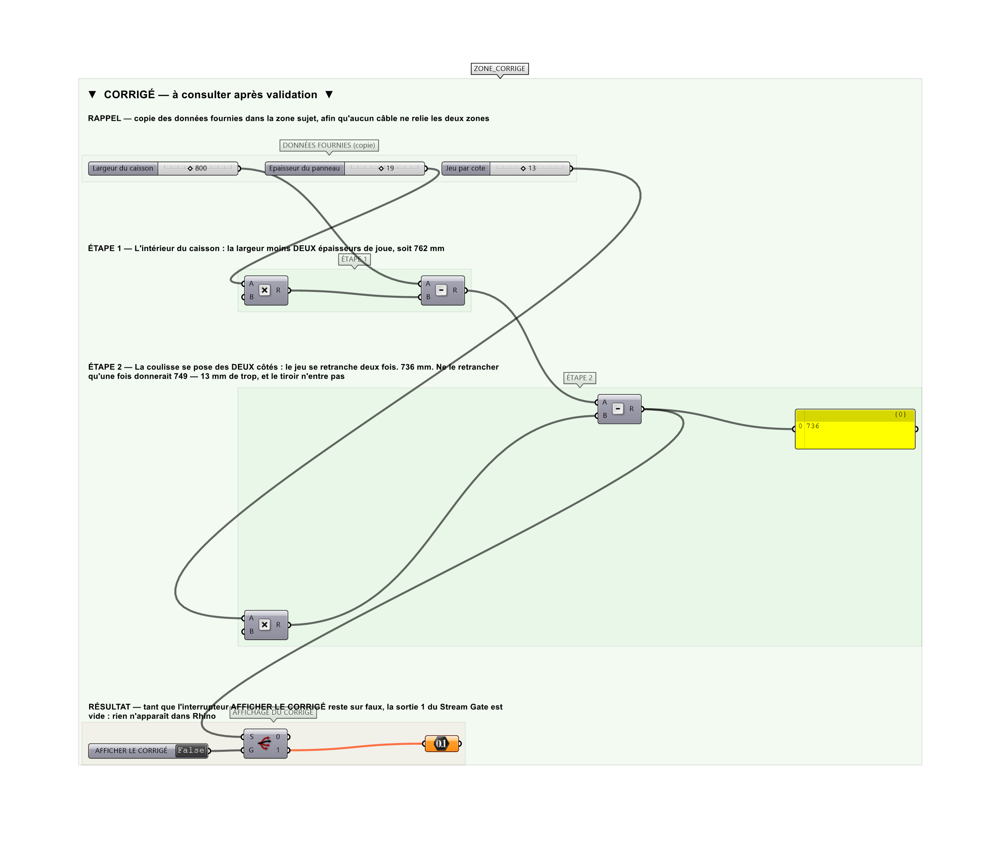 ZONE_CORRIGE
▼ CORRIGÉ — à consulter après validation ▼
RAPPEL — copie des données fournies dans la zone sujet, afin qu'aucun câble ne relie les deux zones
DONNÉES FOURNIES (copie)
Largeur du caisson 800
Epaisseur du panneau 19
Jeu par cote 13
ÉTAPE 1 — L'intérieur du caisson : la largeur moins DEUX épaisseurs de joue, soit 762 mm
ÉTAPE 1
A B R
A B R
ÉTAPE 2 — La coulisse se pose des DEUX côtés : le jeu se retranche deux fois. 736 mm. Ne le retrancher
qu'une fois donnerait 749 — 13 mm de trop, et le tiroir n'entre pas
ÉTAPE 2
A B R
{0}
0 736
A B R
RÉSULTAT — tant que l'interrupteur AFFICHER LE CORRIGÉ reste sur faux, la sortie 1 du Stream Gate est
vide : rien n'apparaît dans Rhino
AFFICHAGE DU CORRIGÉ
AFFICHER LE CORRIGÉ False
S 0
G 1
0.1